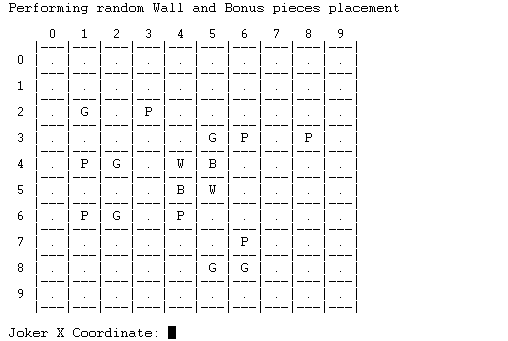 Performing random Wall and Bonus pieces placement
0 1 2 3 4 5 6 7 8 9
|---|---|---|---|---|---|---|---|---|---|
0 | . | . | . | . | . | . | . | . | . | . |
|---|---|---|---|---|---|---|---|---|---|
1 | . | . | . | . | . | . | . | . | . | . |
|---|---|---|---|---|---|---|---|---|---|
2 | . | G | . | P | . | . | . | . | . | . |
|---|---|---|---|---|---|---|---|---|---|
3 | . | . | . | . | . | G | P | . | P | . |
|---|---|---|---|---|---|---|---|---|---|
4 | . | P | G | . | W | B | . | . | . | . |
|---|---|---|---|---|---|---|---|---|---|
5 | . | . | . | . | B | W | . | . | . | . |
|---|---|---|---|---|---|---|---|---|---|
6 | . | P | G | . | P | . | . | . | . | . |
|---|---|---|---|---|---|---|---|---|---|
7 | . | . | . | . | . | . | P | . | . | . |
|---|---|---|---|---|---|---|---|---|---|
8 | . | . | . | . | . | G | G | . | . | . |
|---|---|---|---|---|---|---|---|---|---|
9 | . | . | . | . | . | . | . | . | . | . |
|---|---|---|---|---|---|---|---|---|---|
Joker X Coordinate: